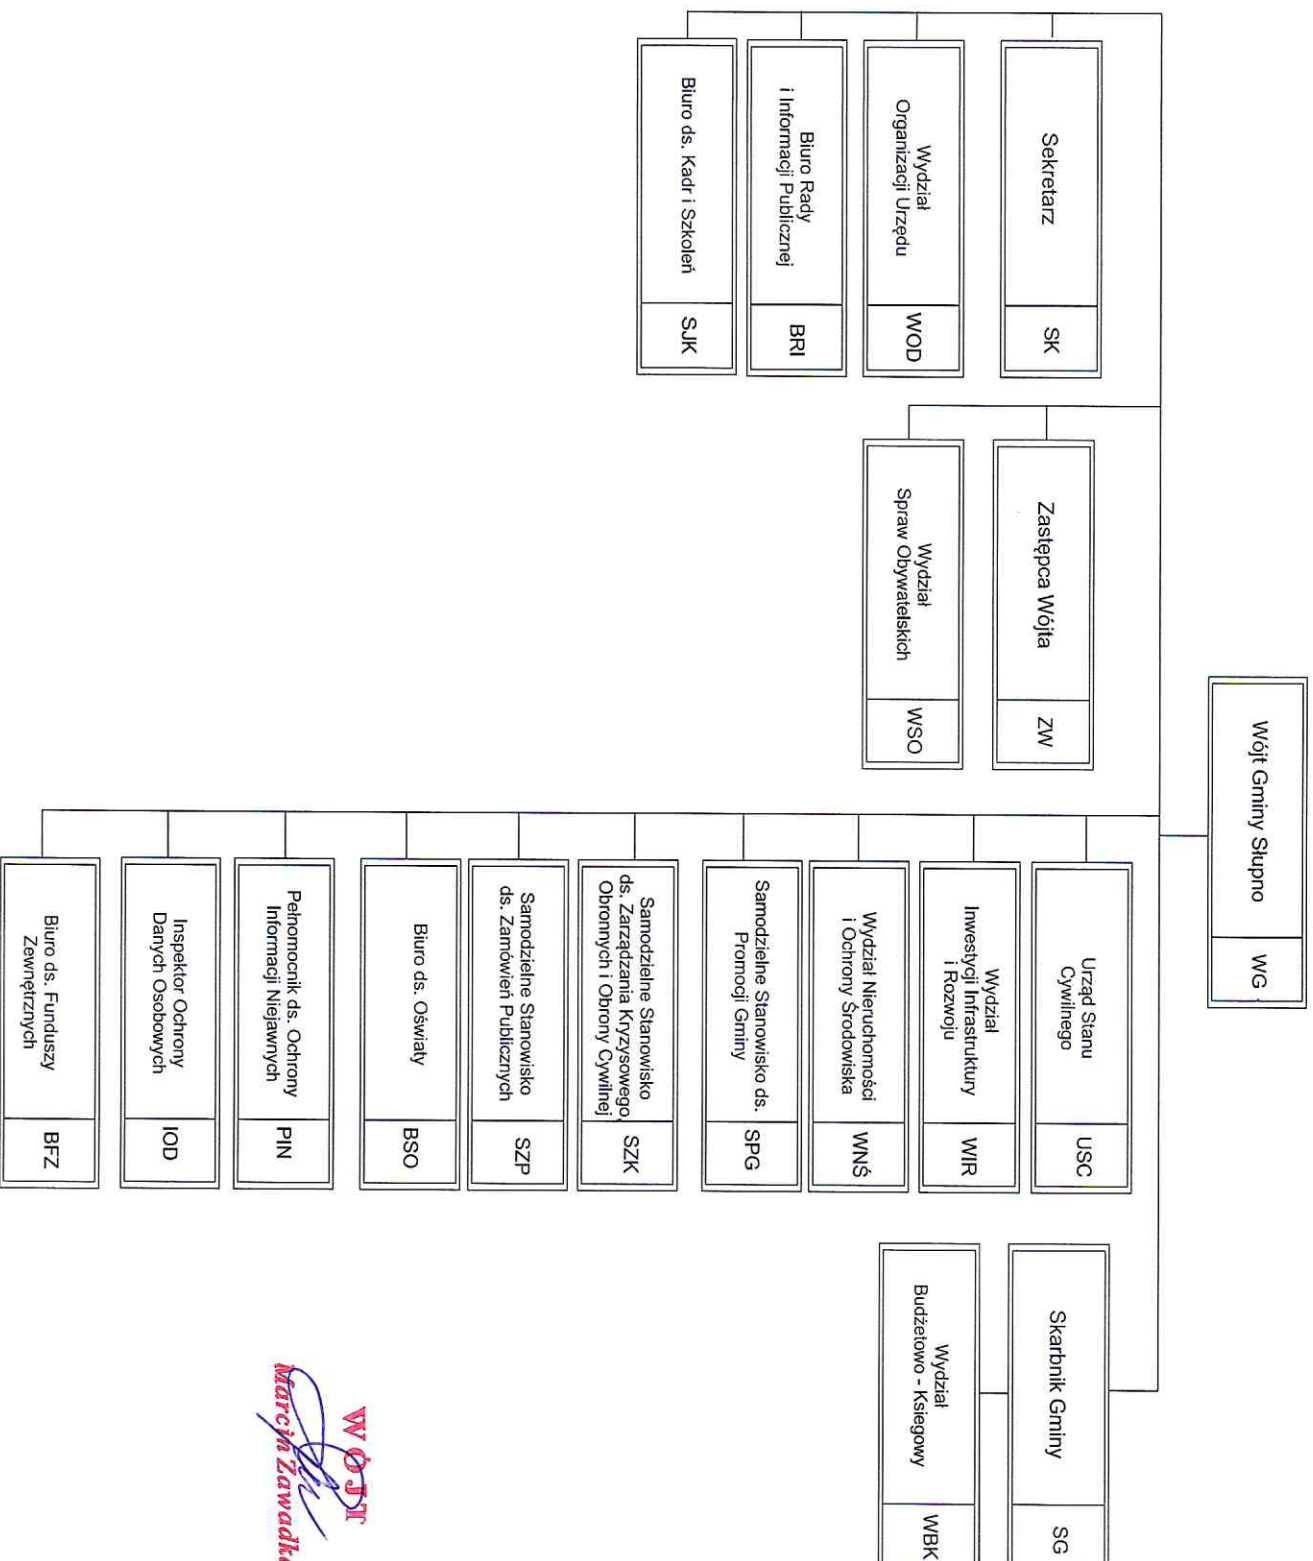 Wójt Gminy Słupno
WG
Sekretarz
SK
Wydział
Organizacji Urzędu
WOD
Biuro Rady
i Informacji Publicznej
BRI
Biuro ds. Kadr i Szkoleń
SJK
Zastępca Wójta
ZW
Wydział
Spraw Obywatelskich
WSO
Urząd Stanu
Cywilnego
USC
Wydział
Inwestycji Infrastruktury
i Rozwoju
WIR
Wydział Nieruchomości
i Ochrony Środowiska
WNŚ
Samodzielne Stanowisko ds.
Promocji Gminy
SPG
Samodzielne Stanowisko
ds. Zarządzania Kryzysowego,
Obronnych i Obrony Cywilnej
SZK
Samodzielne Stanowisko
ds. Zamówień Publicznych
SZP
Biuro ds. Oświaty
BSO
Pełnomocnik ds. Ochrony
Informacji Niejawnych
PIN
Inspektor Ochrony
Danych Osobowych
IOD
Biuro ds. Funduszy
Zewnętrznych
BFZ
Skarbnik Gminy
SG
Wydział
Budżetowo - Ksiegowy
WBK
WÓJT
Marcin Zawadka